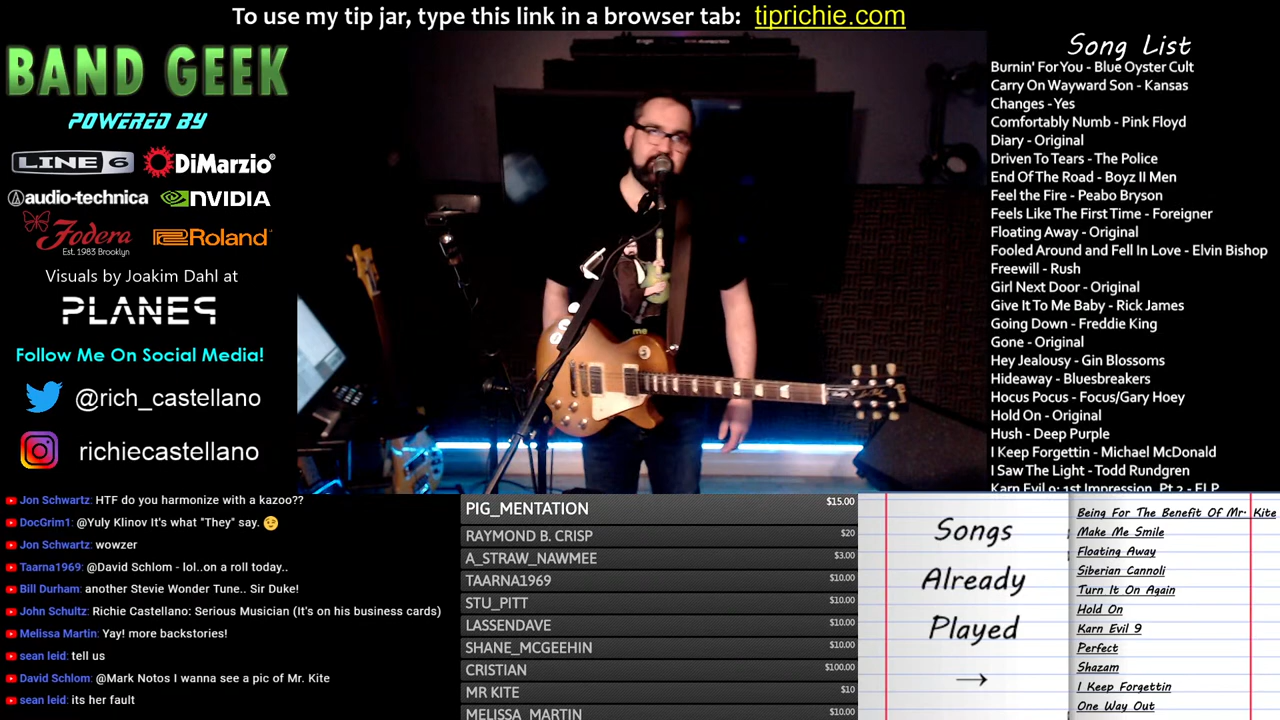 To use my tip jar, type this link in a browser tab: tiprichie.com
BAND GEEK
POWERED BY
LINE 6
DiMarzio®
audio-technica
NVIDIA
Fodera
Est. 1983 Brooklyn
Roland
Visuals by Joakim Dahl at
PLANE9
Follow Me On Social Media!
@rich_castellano
richiecastellano
Song List
Burnin' For You - Blue Oyster Cult
Carry On Wayward Son - Kansas
Changes - Yes
Comfortably Numb - Pink Floyd
Diary - Original
Driven To Tears - The Police
End Of The Road - Boyz II Men
Feel the Fire - Peabo Bryson
Feels Like The First Time - Foreigner
Floating Away - Original
Fooled Around and Fell In Love - Elvin Bishop
Freewill - Rush
Girl Next Door - Original
Give It To Me Baby - Rick James
Going Down - Freddie King
Gone - Original
Hey Jealousy - Gin Blossoms
Hideaway - Bluesbreakers
Hocus Pocus - Focus/Gary Hoey
Hold On - Original
Hush - Deep Purple
I Keep Forgettin - Michael McDonald
I Saw The Light - Todd Rundgren
Karn Evil 9: 1st Impression, Pt 2 - ELP
me
Jon Schwartz: HTF do you harmonize with a kazoo??
DocGrim1: @Yuly Klinov It's what "They" say. 😉
Jon Schwartz: wowzer
Taarna1969: @David Schlom - lol..on a roll today..
Bill Durham: another Stevie Wonder Tune.. Sir Duke!
John Schultz: Richie Castellano: Serious Musician (It's on his business cards)
Melissa Martin: Yay! more backstories!
sean leid: tell us
David Schlom: @Mark Notos I wanna see a pic of Mr. Kite
sean leid: its her fault
PIG_MENTATION $15.00
RAYMOND B. CRISP $20
A_STRAW_NAWMEE $3.00
TAARNA1969 $10.00
STU_PITT $10.00
LASSENDAVE $10.00
SHANE_MCGEEHIN $10.00
CRISTIAN $100.00
MR KITE $10
MELISSA_MARTIN $10.00
Songs
Already
Played
→
Being For The Benefit Of Mr. Kite
Make Me Smile
Floating Away
Siberian Cannoli
Turn It On Again
Hold On
Karn Evil 9
Perfect
Shazam
I Keep Forgettin
One Way Out